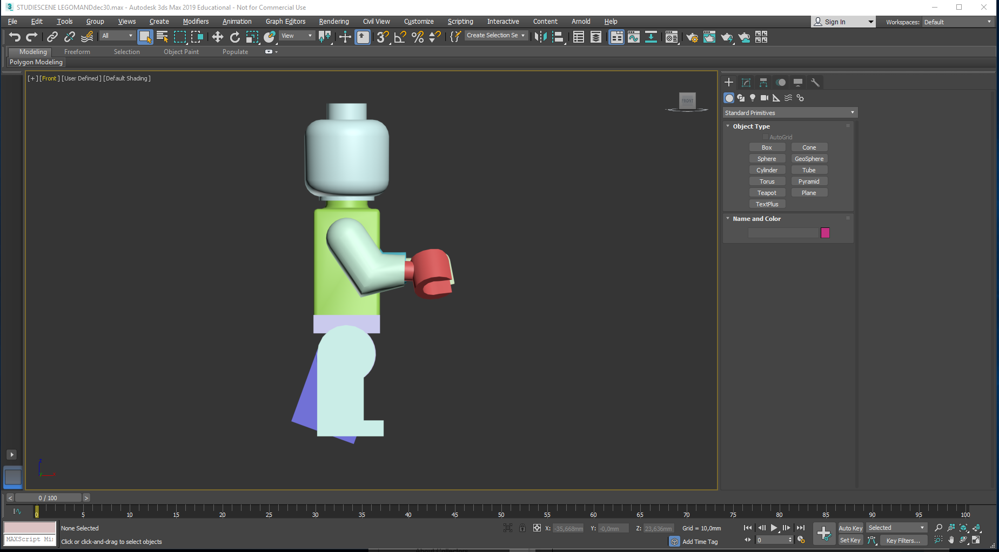 3 STUDIESCENE LEGOMANDdec30.max - Autodesk 3ds Max 2019 Educational - Not for Commercial Use
File Edit Tools Group Views Create Modifiers Animation Graph Editors Rendering Civil View Customize Scripting Interactive Content Arnold Help Sign In Workspaces: Default
All View Create Selection Se
Modeling Freeform Selection Object Paint Populate
Polygon Modeling
[+] [Front] [User Defined] [Default Shading]
FRONT
Standard Primitives
Object Type
AutoGrid
Box Cone
Sphere GeoSphere
Cylinder Tube
Torus Pyramid
Teapot Plane
TextPlus
Name and Color
z
y
< 0 / 100 >
0 5 10 15 20 25 30 35 40 45 50 55 60 65 70 75 80 85 90 95 100
None Selected X: -35,668mm Y: -0,0mm Z: 23,636mm Grid = 10,0mm Auto Key Selected
MAXScript Mi Click or click-and-drag to select objects Add Time Tag 0 Set Key Key Filters...